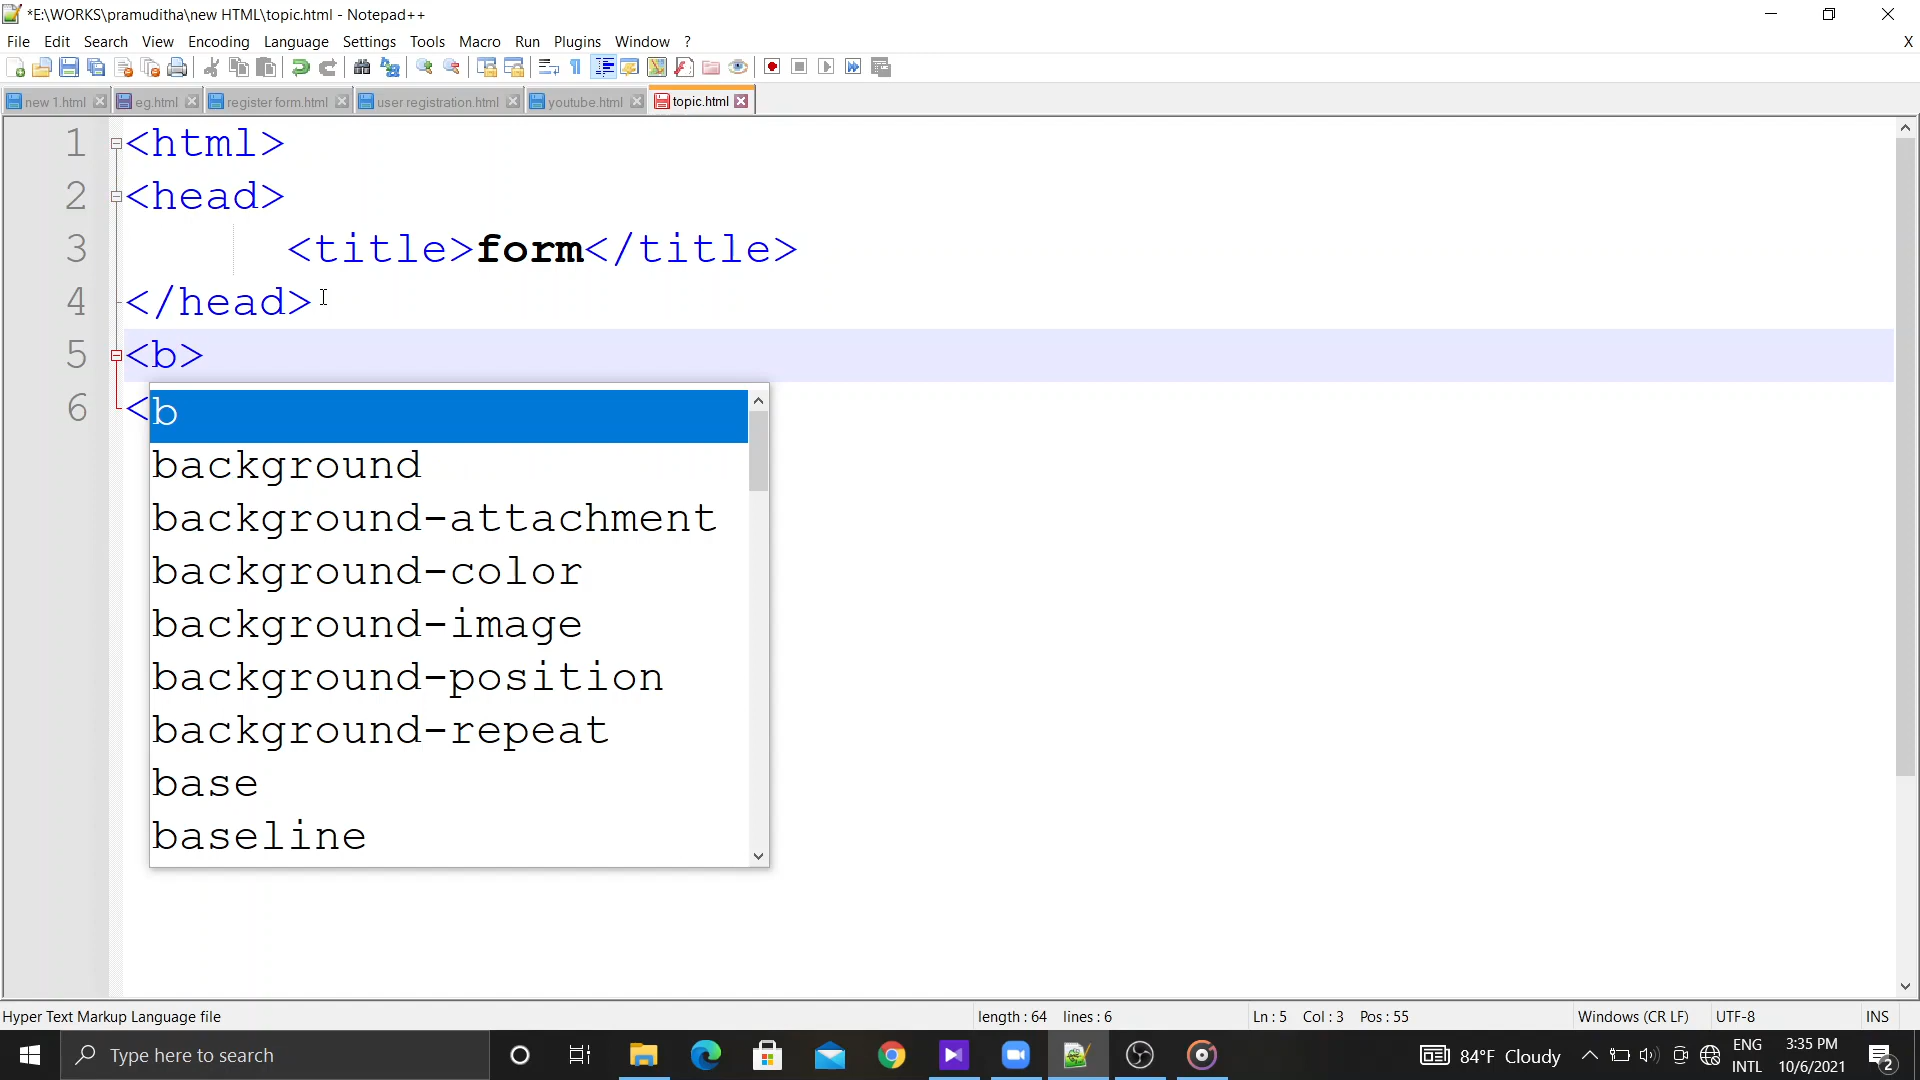 *E:\WORKS\pramuditha\new HTML\topic.html - Notepad++
File Edit Search View Encoding Language Settings Tools Macro Run Plugins Window ? X
new 1.html eg.html register form.html user registration.html youtube.html topic.html
1 <html>
2 <head>
3 <title>form</title>
4 </head>
5 <b>
6 <
b
background
background-attachment
background-color
background-image
background-position
background-repeat
base
baseline
Hyper Text Markup Language file length : 64 lines : 6 Ln : 5 Col : 3 Pos : 55 Windows (CR LF) UTF-8 INS
Type here to search 84°F Cloudy ENG INTL 3:35 PM 10/6/2021 2